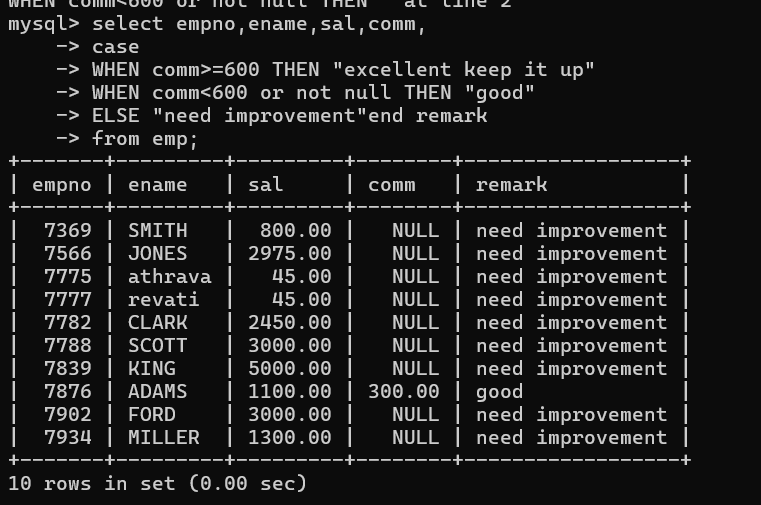 WHEN comm<600 or not null THEN " at line 2
mysql> select empno,ename,sal,comm,
    -> case
    -> WHEN comm>=600 THEN "excellent keep it up"
    -> WHEN comm<600 or not null THEN "good"
    -> ELSE "need improvement"end remark
    -> from emp;
+-------+---------+---------+--------+------------------+
| empno | ename   | sal     | comm   | remark           |
+-------+---------+---------+--------+------------------+
|  7369 | SMITH   |  800.00 |   NULL | need improvement |
|  7566 | JONES   | 2975.00 |   NULL | need improvement |
|  7775 | athrava |   45.00 |   NULL | need improvement |
|  7777 | revati  |   45.00 |   NULL | need improvement |
|  7782 | CLARK   | 2450.00 |   NULL | need improvement |
|  7788 | SCOTT   | 3000.00 |   NULL | need improvement |
|  7839 | KING    | 5000.00 |   NULL | need improvement |
|  7876 | ADAMS   | 1100.00 | 300.00 | good             |
|  7902 | FORD    | 3000.00 |   NULL | need improvement |
|  7934 | MILLER  | 1300.00 |   NULL | need improvement |
+-------+---------+---------+--------+------------------+
10 rows in set (0.00 sec)